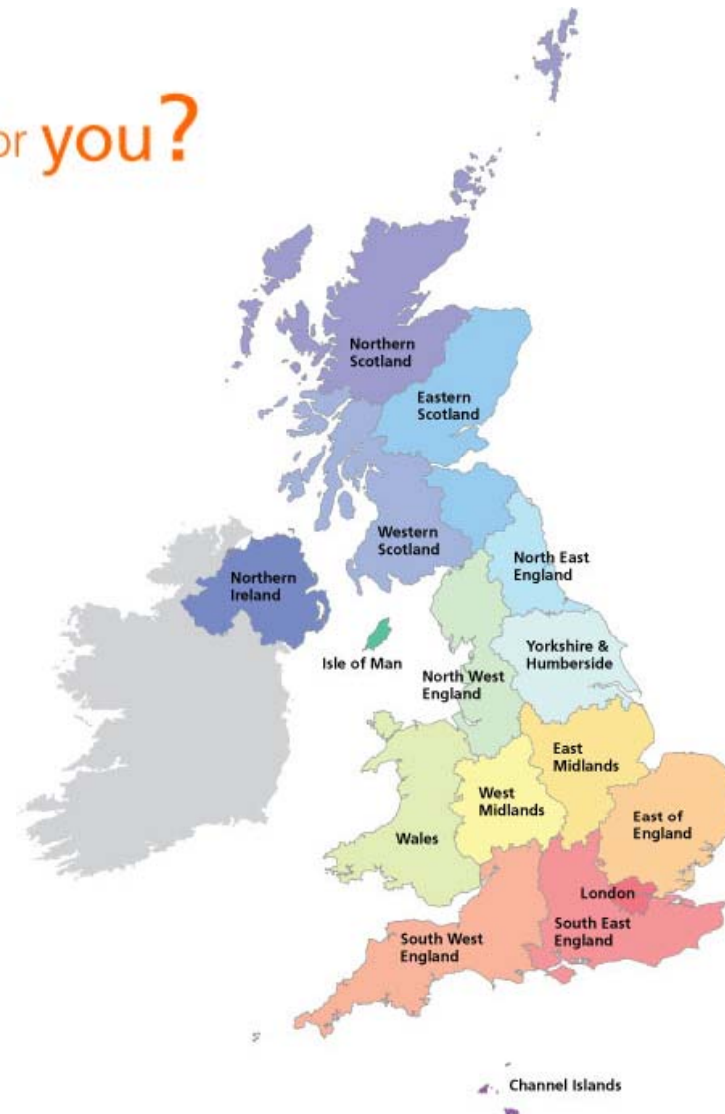 or you?
Northern
Scotland
Eastern
Scotland
Western
Scotland
North East
England
Northern
Ireland
Isle of Man
Yorkshire &
Humberside
North West
England
East
Midlands
West
Midlands
East of
England
Wales
London
South East
England
South West
England
Channel Islands